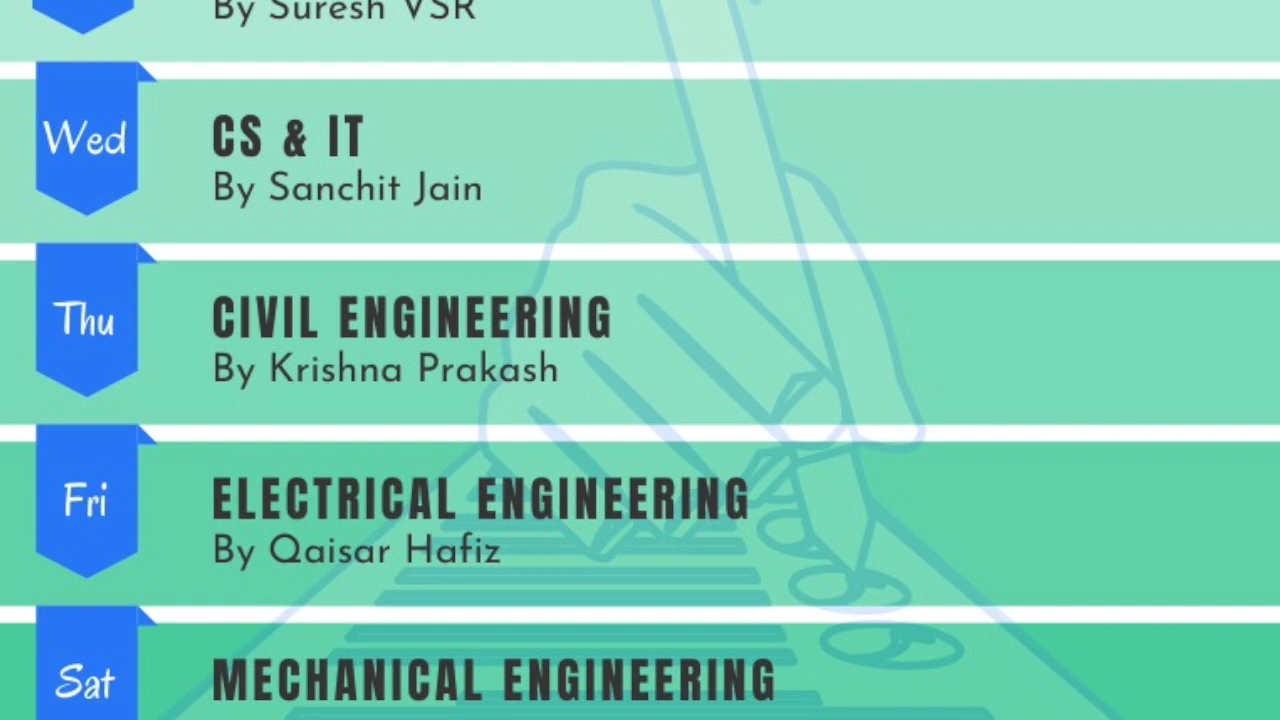 By Suresh VSR
Wed
CS & IT
By Sanchit Jain
Thu
CIVIL ENGINEERING
By Krishna Prakash
Fri
ELECTRICAL ENGINEERING
By Qaisar Hafiz
Sat
MECHANICAL ENGINEERING